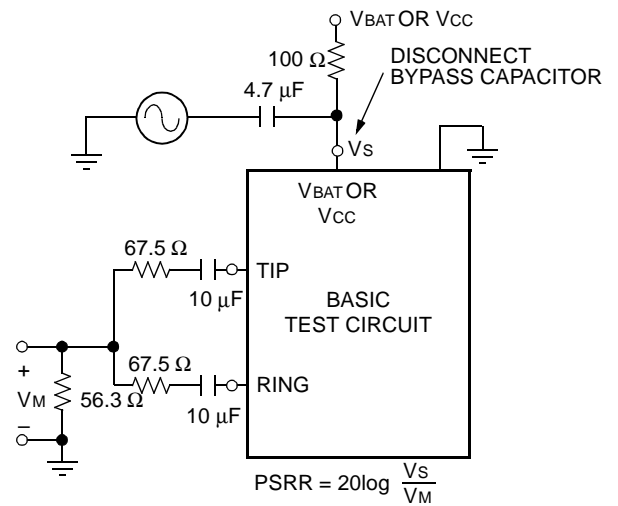 VBAT OR VCC
100 Ω
DISCONNECT
BYPASS CAPACITOR
4.7 μF
VS
VBAT OR
VCC
67.5 Ω
TIP
10 μF
BASIC
TEST CIRCUIT
67.5 Ω
RING
+
VM
56.3 Ω
10 μF
–
PSRR = 20log VS
VM